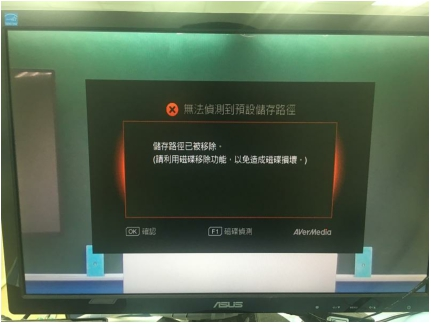 無法偵測到預設儲存路徑
儲存路徑已被移除。
(請利用磁碟移除功能，以免造成磁碟損壞。)
OK 確認
F1 磁碟偵測
AVerMedia
ASUS